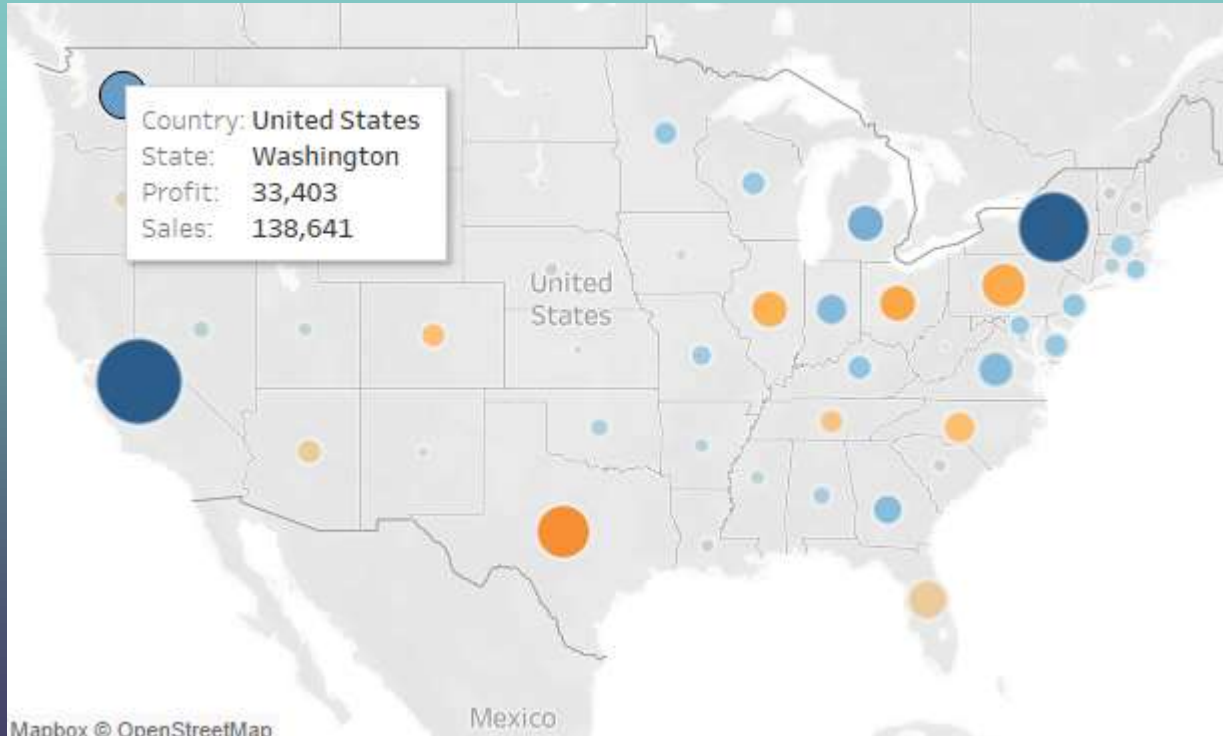 Country: United States
State: Washington
Profit: 33,403
Sales: 138,641
United
States
Mexico
Mapbox © OpenStreetMap